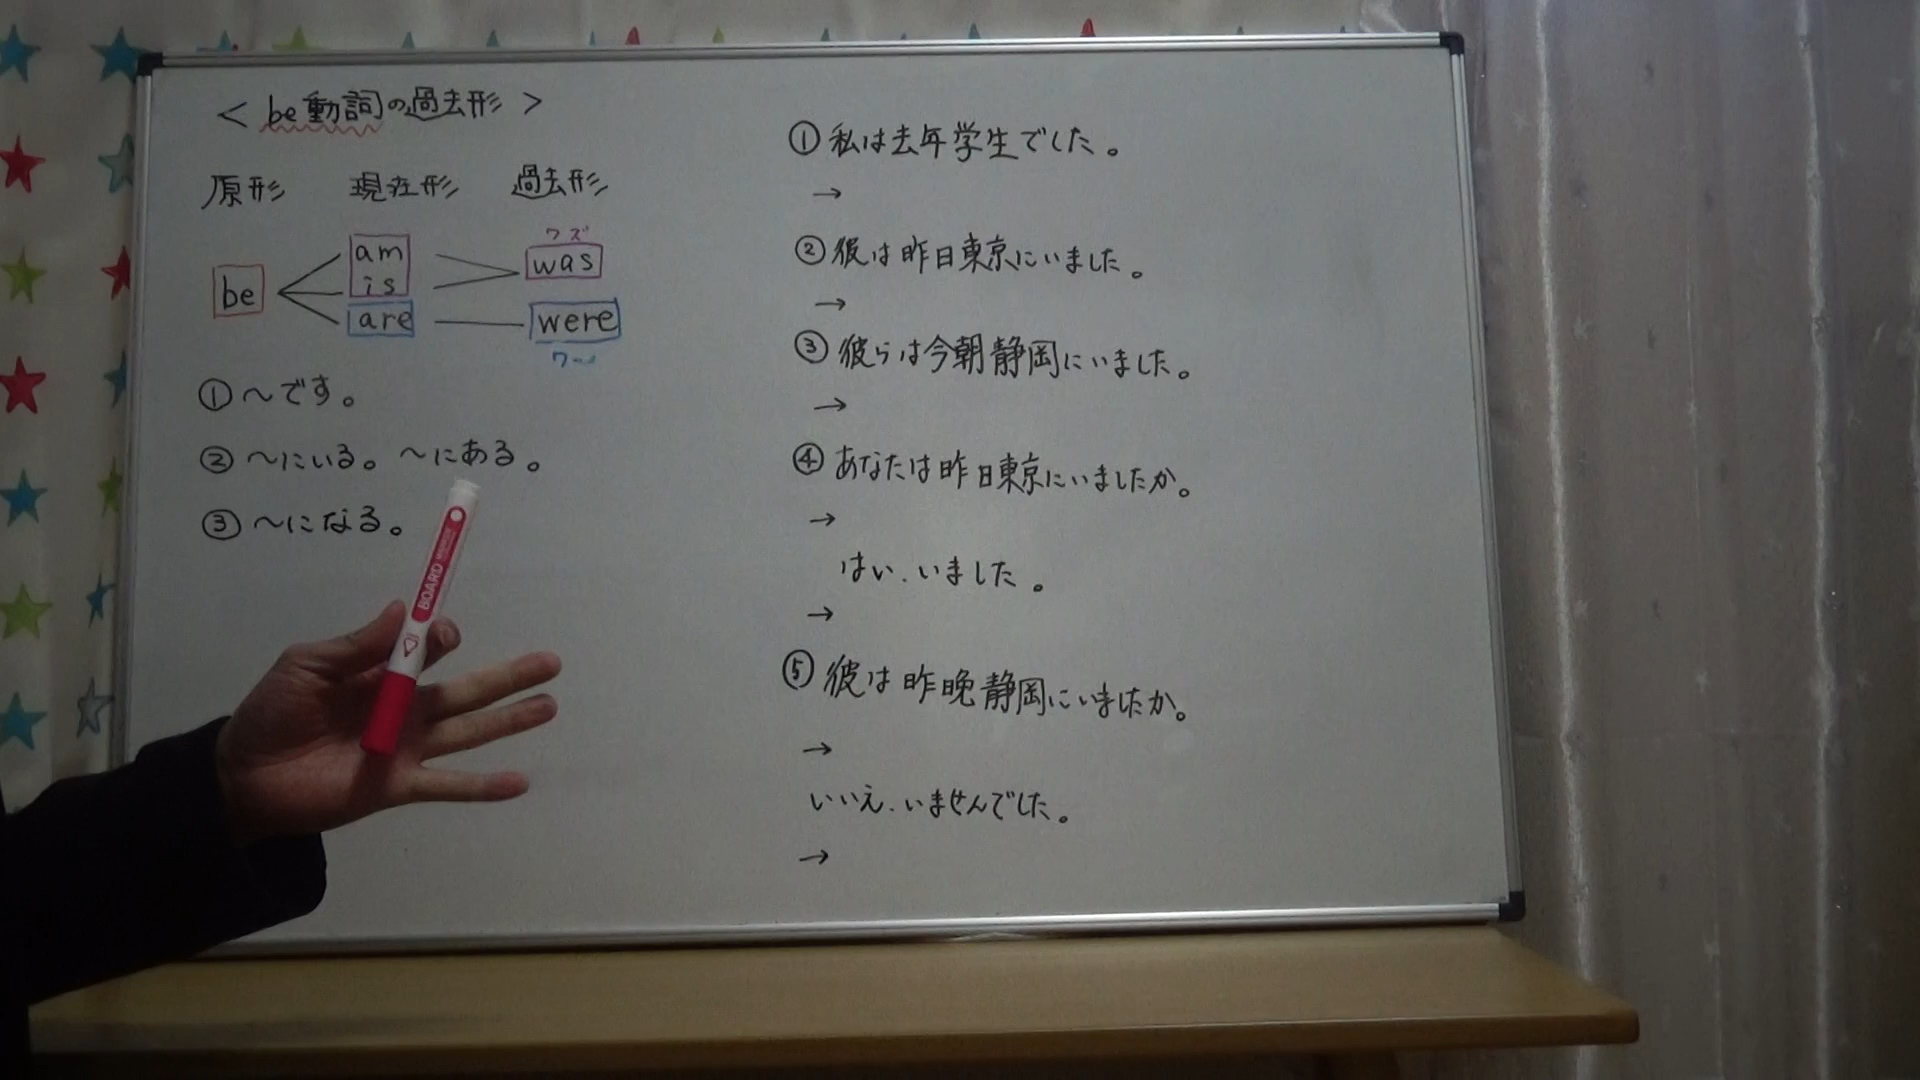 < be動詞の過去形 >
原形 現在形 過去形
ワズ
be am is are was were
ワー
① ~です。
② ~にいる。 ~にある。
③ ~になる。
BOARD
① 私は去年学生でした。
→
② 彼は昨日東京にいました。
→
③ 彼らは今朝静岡にいました。
→
④ あなたは昨日東京にいましたか。
→
はい、いました。
→
⑤ 彼は昨晩静岡にいましたか。
→
いいえ、いませんでした。
→